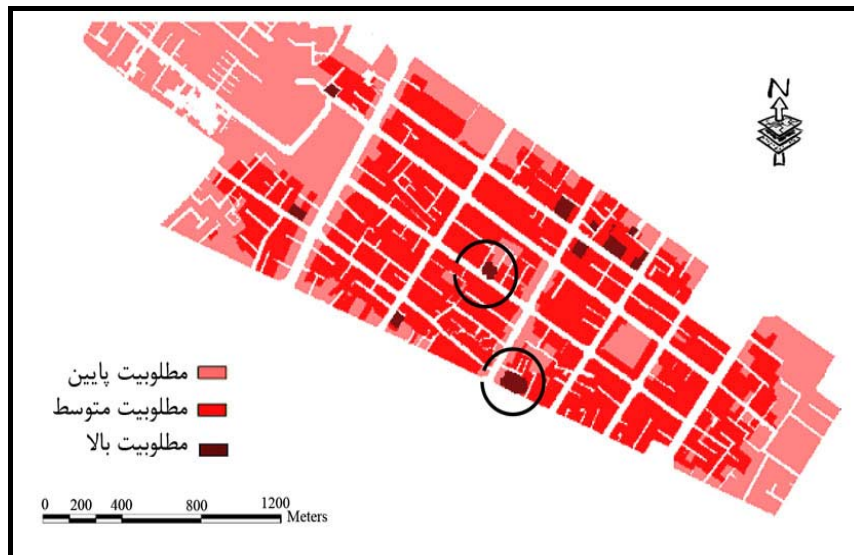 N
مطلوبیت پایین
مطلوبیت متوسط
مطلوبیت بالا
0 200 400 800 1200
Meters